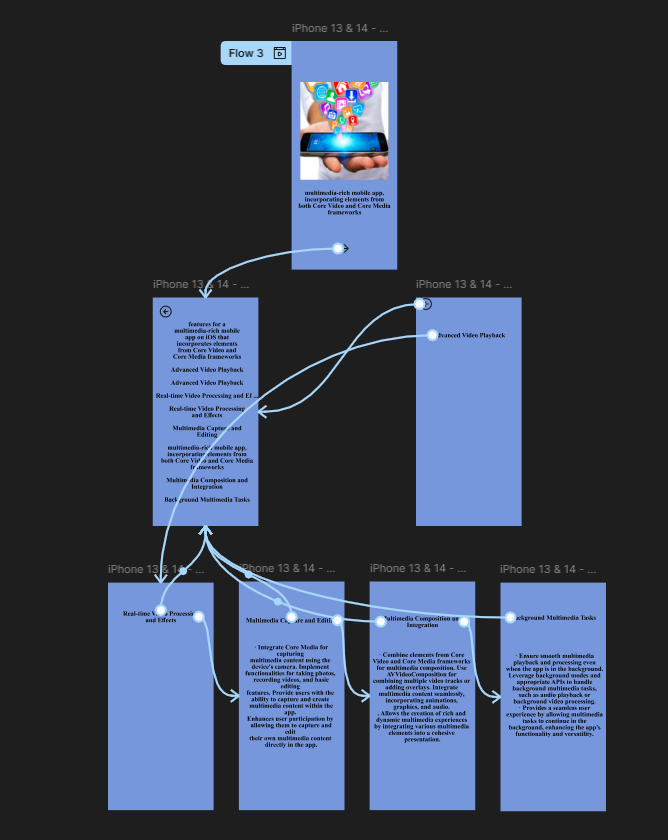 iPhone 13 & 14 - ...
Flow 3
multimedia-rich mobile app,
incorporating elements from
both Core Video and Core Media
frameworks
iPhone 13 & 14 - ...
features for a
multimedia-rich mobile
app on iOS that
incorporates elements
from Core Video and
Core Media frameworks
Advanced Video Playback
Advanced Video Playback
Real-time Video Processing and Ef ...
Real-time Video Processing
and Effects
Multimedia Capture and
Editing
multimedia-rich mobile app,
incorporating elements from
both Core Video and Core Media
frameworks
Multimedia Composition and
Integration
Background Multimedia Tasks
iPhone 13 & 14 - ...
dvanced Video Playback
iPhone 13 & 14 - ...
Real-time Video Processing
and Effects
iPhone 13 & 14 - ...
Multimedia Capture and Editing
· Integrate Core Media for
capturing
multimedia content using the
device's camera. Implement
functionalities for taking photos,
recording videos, and basic
editing
features. Provide users with the
ability to capture and create
multimedia content within the
app.
Enhances user participation by
allowing them to capture and
edit
their own multimedia content
directly in the app.
iPhone 13 & 14 - ...
Multimedia Composition and
Integration
· Combine elements from Core
Video and Core Media frameworks
for multimedia composition. Use
AVVideoComposition for
combining multiple video tracks or
adding overlays. Integrate
multimedia content seamlessly,
incorporating animations,
graphics, and audio.
. Allows the creation of rich and
dynamic multimedia experiences
by integrating various multimedia
elements into a cohesive
presentation.
iPhone 13 & 14 - ...
ackground Multimedia Tasks
· Ensure smooth multimedia
playback and processing even
when the app is in the background.
Leverage background modes and
appropriate APIs to handle
background multimedia tasks,
such as audio playback or
background video processing.
· Provides a seamless user
experience by allowing multimedia
tasks to continue in the
background, enhancing the app's
functionality and versatility.